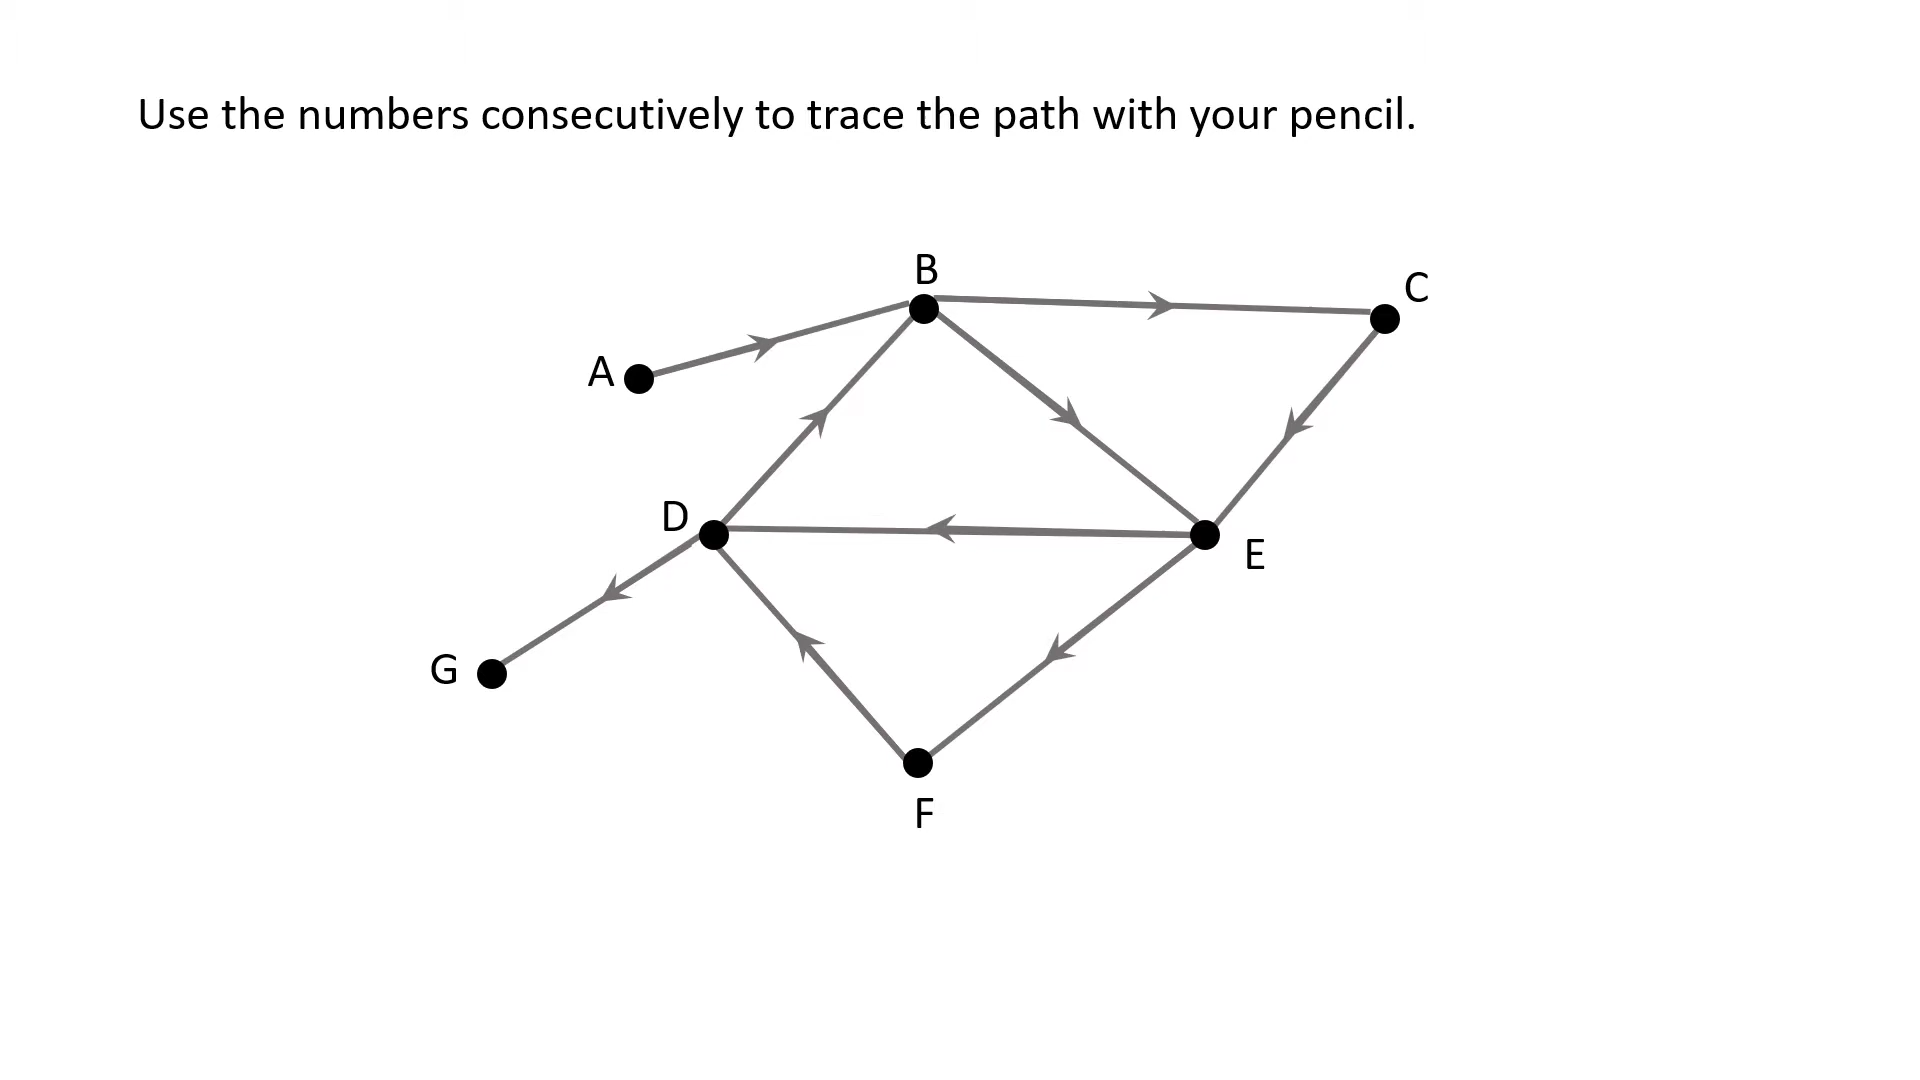 Use the numbers consecutively to trace the path with your pencil.
B
C
A
D
E
G
F